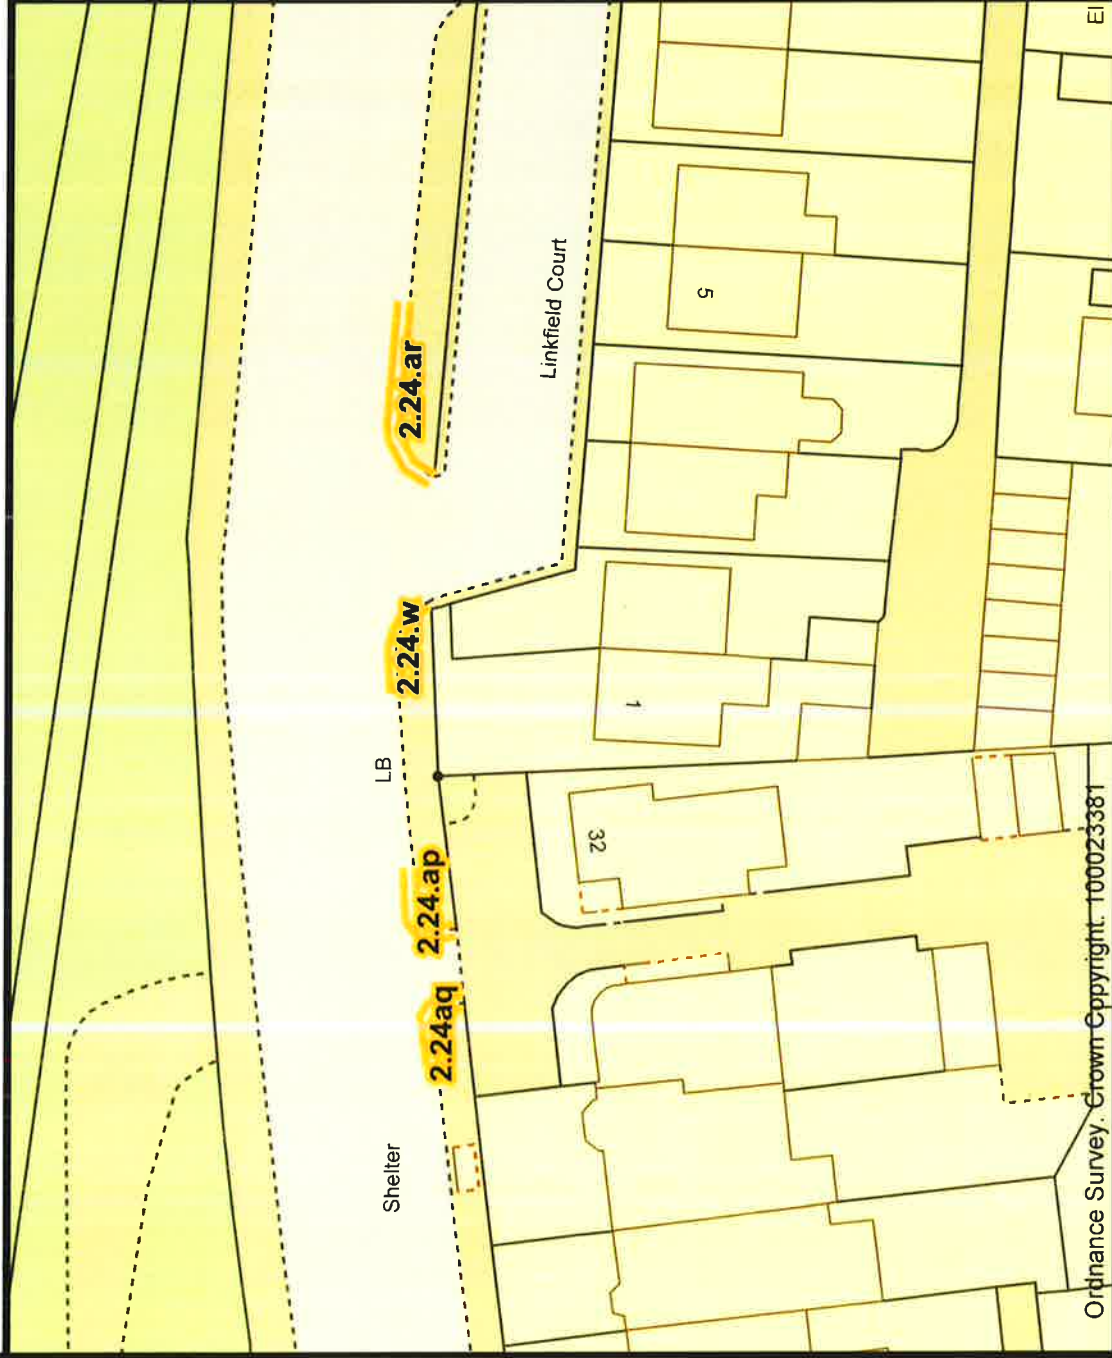 Shelter
LB
2.24aq
2.24.ap
2.24.w
2.24.ar
Linkfield Court
32
1
5
El
Ordnance Survey. Crown Copyright. 100023381